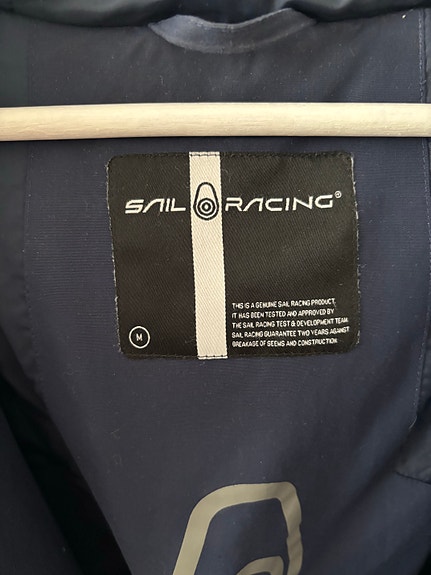 SAIL RACING®
THIS IS A GENUINE SAIL RACING PRODUCT.
IT HAS BEEN TESTED AND APPROVED BY
THE SAIL RACING TEST & DEVELOPMENT TEAM.
SAIL RACING GUARANTEE TWO YEARS AGAINST
BREAKAGE OF SEEMS AND CONSTRUCTION
M